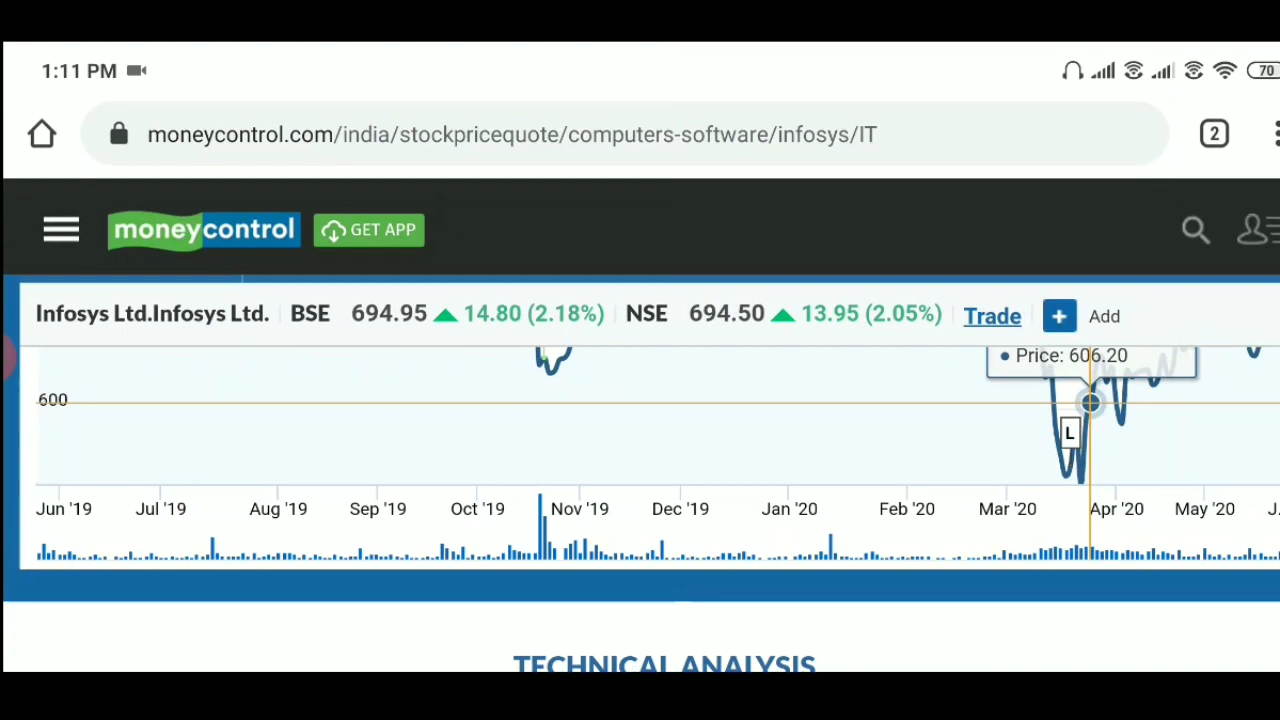 1:11 PM 70
moneycontrol.com/india/stockpricequote/computers-software/infosys/IT 2
moneycontrol GET APP
Infosys Ltd.Infosys Ltd. BSE 694.95 14.80 (2.18%) NSE 694.50 13.95 (2.05%) Trade + Add
Price: 606.20
600
L
Jun '19 Jul '19 Aug '19 Sep '19 Oct '19 Nov '19 Dec '19 Jan '20 Feb '20 Mar '20 Apr '20 May '20 J
TECHNICAL ANALYSIS